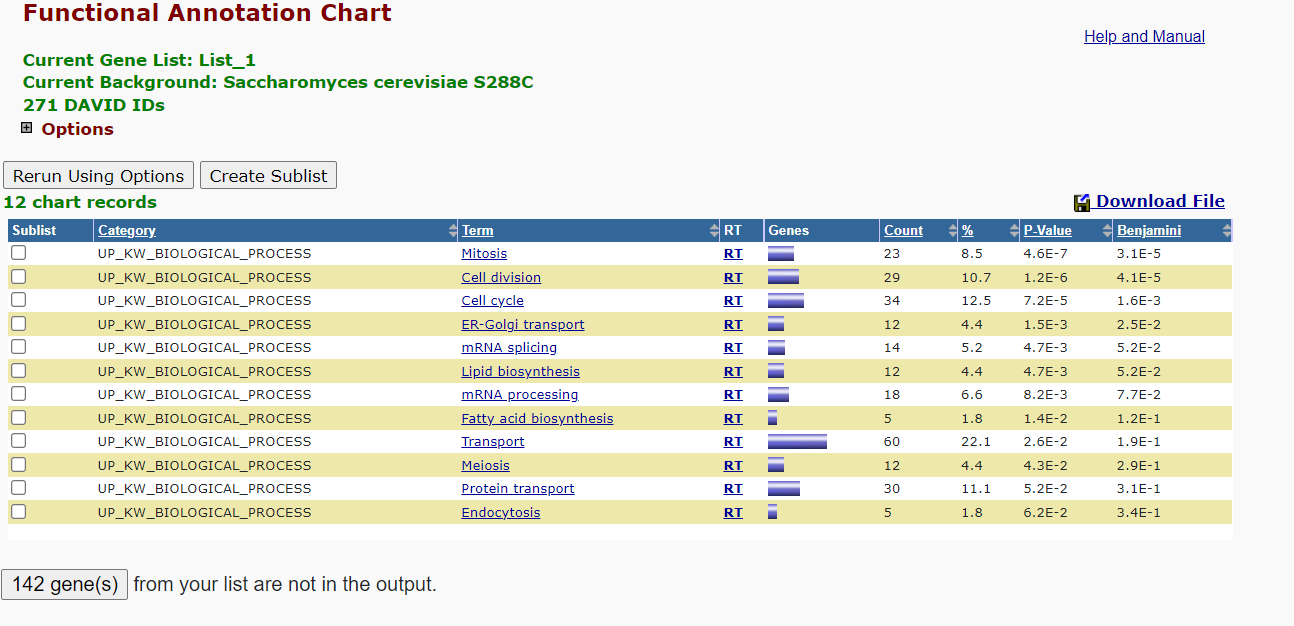 Functional Annotation Chart
Help and Manual
Current Gene List: List_1
Current Background: Saccharomyces cerevisiae S288C
271 DAVID IDs
Options
Rerun Using Options Create Sublist
12 chart records
Download File
Sublist Category Term RT Genes Count % P-Value Benjamini
UP_KW_BIOLOGICAL_PROCESS Mitosis RT 23 8.5 4.6E-7 3.1E-5
UP_KW_BIOLOGICAL_PROCESS Cell division RT 29 10.7 1.2E-6 4.1E-5
UP_KW_BIOLOGICAL_PROCESS Cell cycle RT 34 12.5 7.2E-5 1.6E-3
UP_KW_BIOLOGICAL_PROCESS ER-Golgi transport RT 12 4.4 1.5E-3 2.5E-2
UP_KW_BIOLOGICAL_PROCESS mRNA splicing RT 14 5.2 4.7E-3 5.2E-2
UP_KW_BIOLOGICAL_PROCESS Lipid biosynthesis RT 12 4.4 4.7E-3 5.2E-2
UP_KW_BIOLOGICAL_PROCESS mRNA processing RT 18 6.6 8.2E-3 7.7E-2
UP_KW_BIOLOGICAL_PROCESS Fatty acid biosynthesis RT 5 1.8 1.4E-2 1.2E-1
UP_KW_BIOLOGICAL_PROCESS Transport RT 60 22.1 2.6E-2 1.9E-1
UP_KW_BIOLOGICAL_PROCESS Meiosis RT 12 4.4 4.3E-2 2.9E-1
UP_KW_BIOLOGICAL_PROCESS Protein transport RT 30 11.1 5.2E-2 3.1E-1
UP_KW_BIOLOGICAL_PROCESS Endocytosis RT 5 1.8 6.2E-2 3.4E-1
142 gene(s) from your list are not in the output.